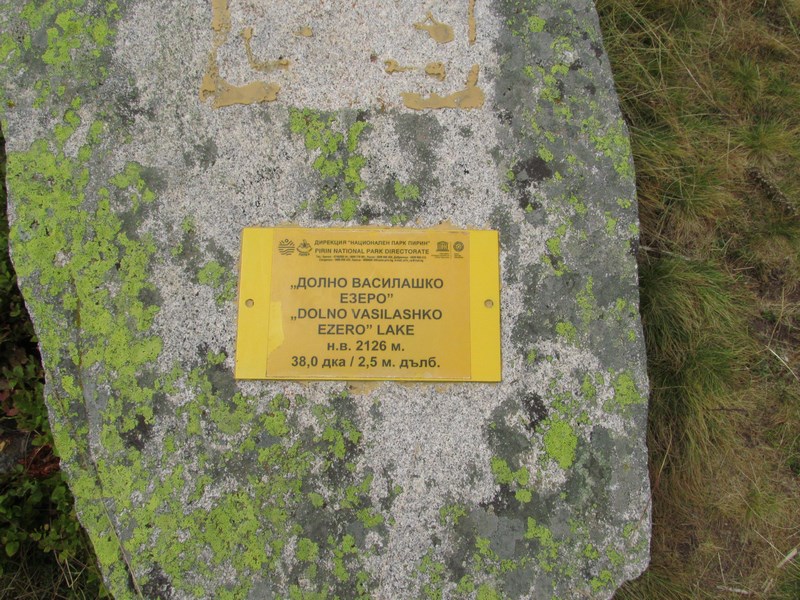 ДИРЕКЦИЯ "НАЦИОНАЛЕН ПАРК ПИРИН"
PIRIN NATIONAL PARK DIRECTORATE
„ДОЛНО ВАСИЛАШКО
ЕЗЕРО”
„DOLNO VASILASHKO
EZERO” LAKE
н.в. 2126 м.
38,0 дка / 2,5 м. дълб.